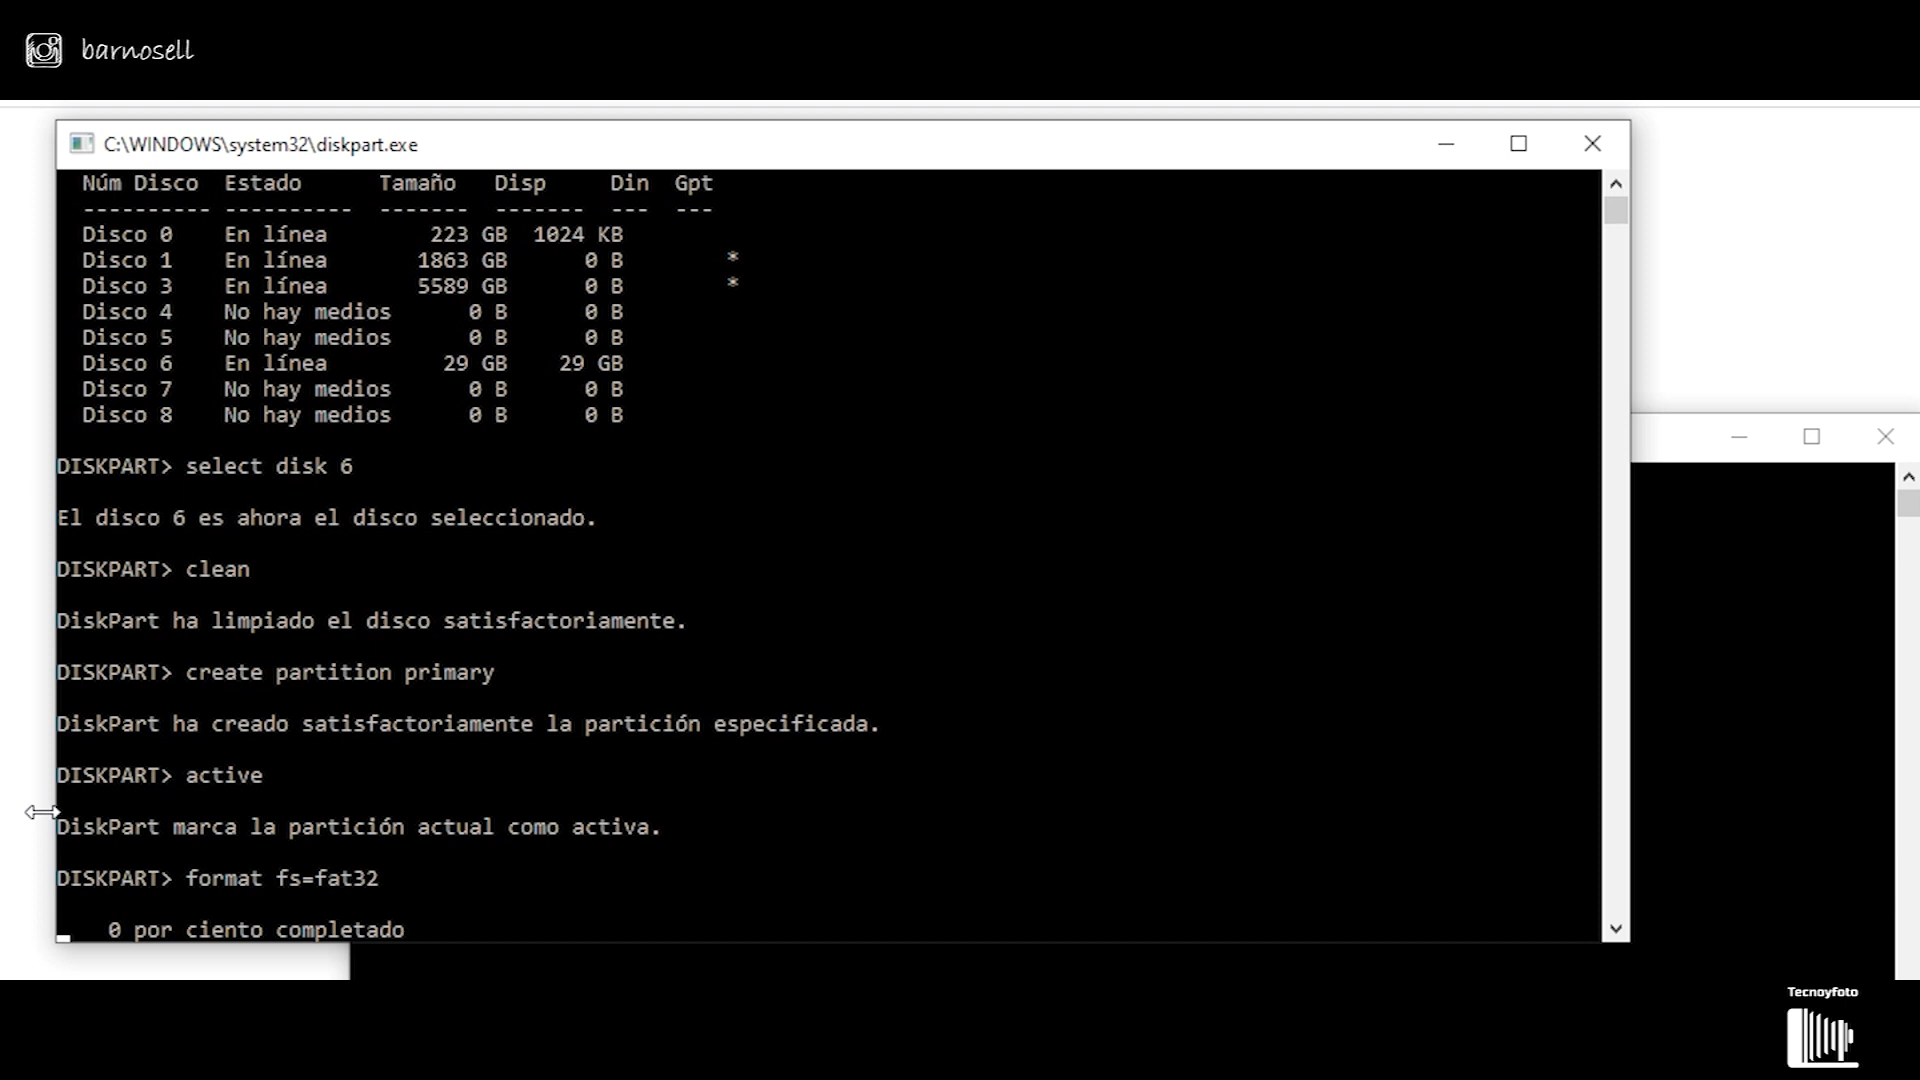 barnosell
C:\WINDOWS\system32\diskpart.exe
Núm Disco  Estado      Tamaño   Disp     Din  Gpt
---------- ----------  -------  -------  ---  ---
Disco 0    En línea        223 GB  1024 KB
Disco 1    En línea       1863 GB      0 B        *
Disco 3    En línea       5589 GB      0 B        *
Disco 4    No hay medios      0 B      0 B
Disco 5    No hay medios      0 B      0 B
Disco 6    En línea         29 GB    29 GB
Disco 7    No hay medios      0 B      0 B
Disco 8    No hay medios      0 B      0 B
DISKPART> select disk 6
El disco 6 es ahora el disco seleccionado.
DISKPART> clean
DiskPart ha limpiado el disco satisfactoriamente.
DISKPART> create partition primary
DiskPart ha creado satisfactoriamente la partición especificada.
DISKPART> active
DiskPart marca la partición actual como activa.
DISKPART> format fs=fat32
0 por ciento completado
Tecnoyfoto